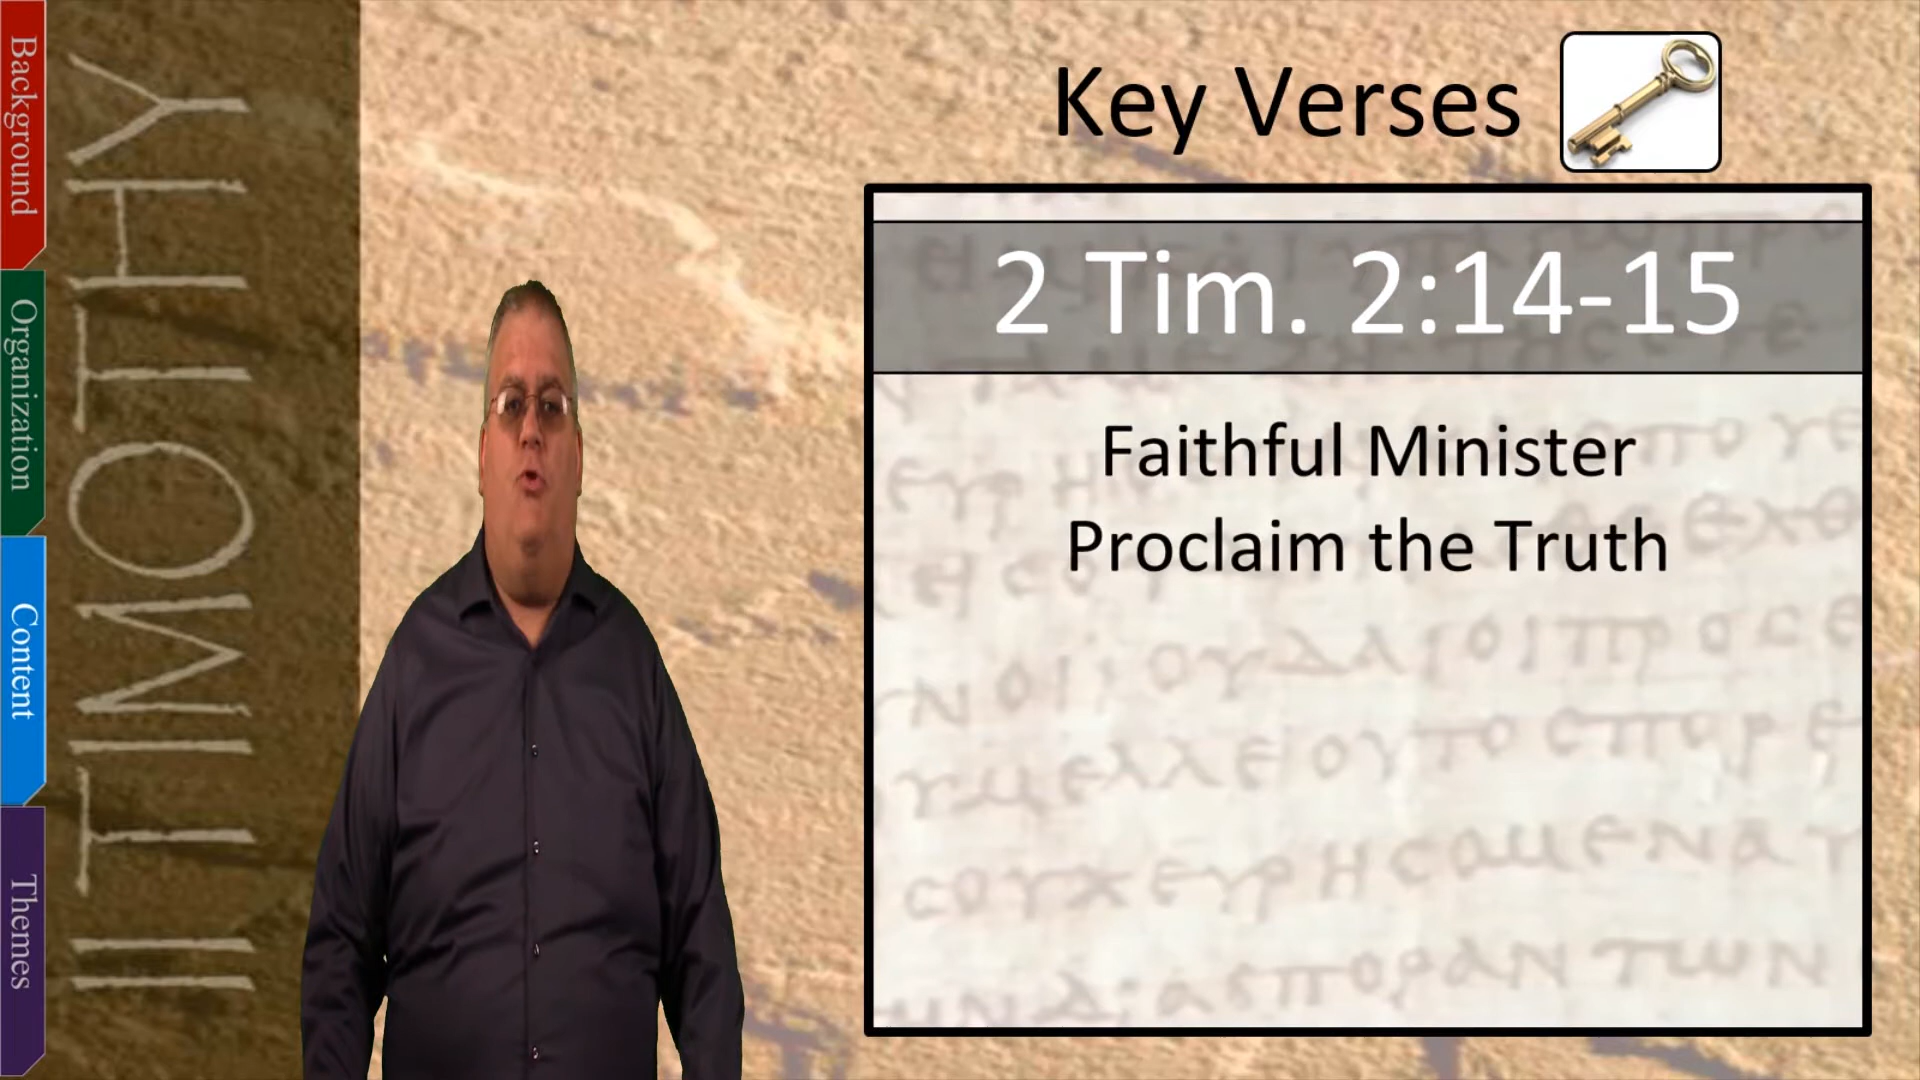 Background
Organization
Content
Themes
II TIMOTHY
Key Verses
2 Tim. 2:14-15
Faithful Minister
Proclaim the Truth